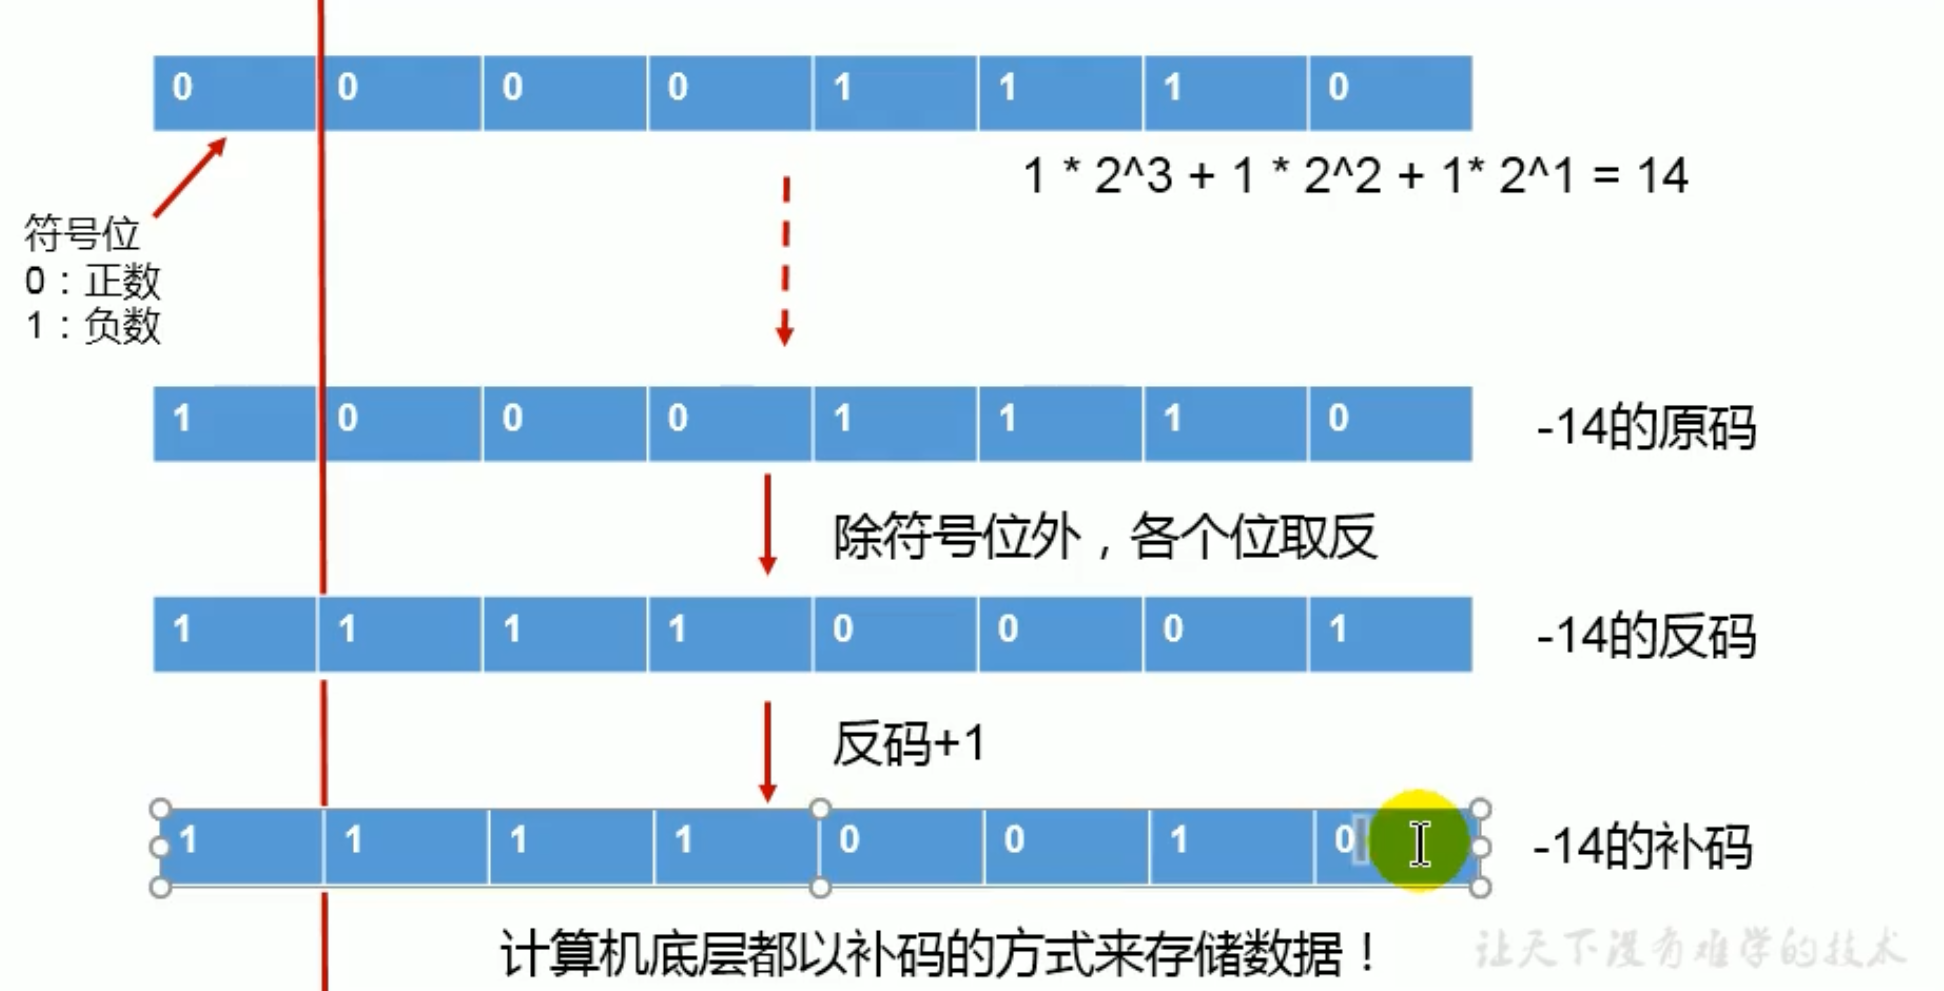 0 0 0 0 1 1 1 0
1 * 2^3 + 1 * 2^2 + 1* 2^1 = 14
符号位
0：正数
1：负数
1 0 0 0 1 1 1 0
-14的原码
除符号位外，各个位取反
1 1 1 1 0 0 0 1
-14的反码
反码+1
1 1 1 1 0 0 1 0
-14的补码
计算机底层都以补码的方式来存储数据！
让天下没有难学的技术